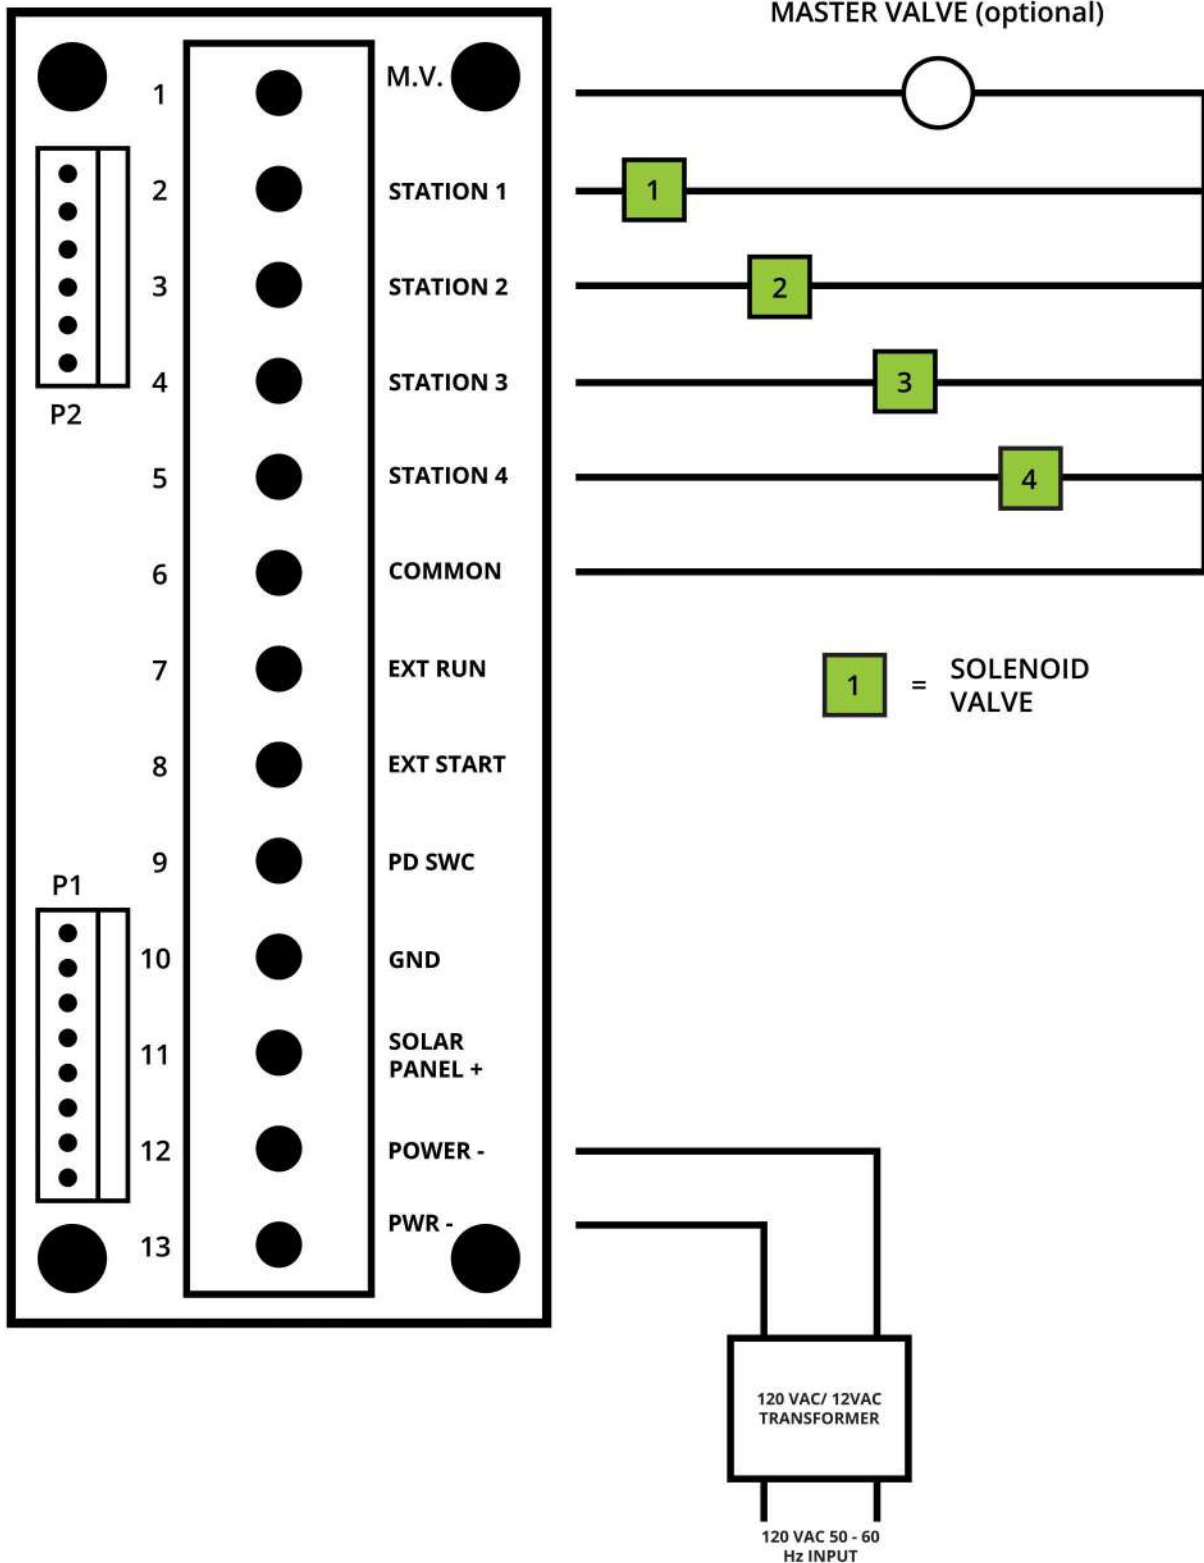 MASTER VALVE (optional)
1
M.V.
2
STATION 1
1
3
STATION 2
2
4
STATION 3
3
P2
5
STATION 4
4
6
COMMON
7
EXT RUN
1
=
SOLENOID
VALVE
8
EXT START
9
PD SWC
P1
10
GND
11
SOLAR
PANEL +
12
POWER -
PWR -
13
120 VAC/ 12VAC
TRANSFORMER
120 VAC 50 - 60
Hz INPUT